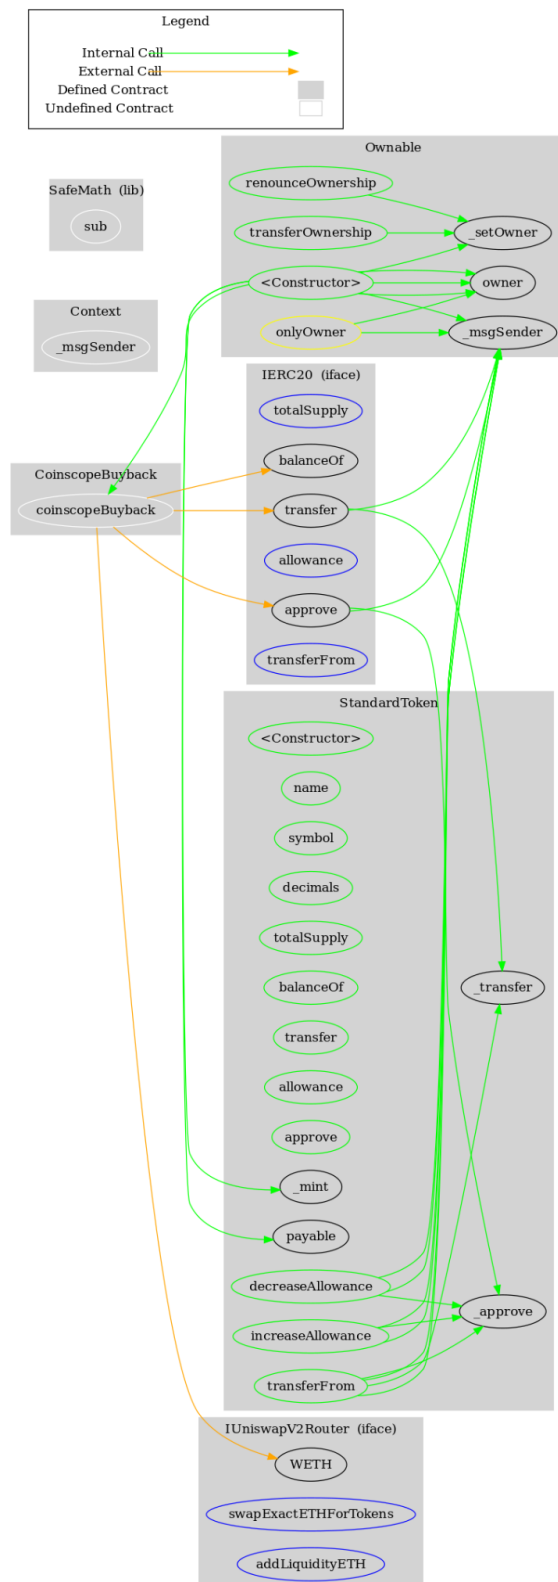 Legend
Internal Call
External Call
Defined Contract
Undefined Contract
Ownable
renounceOwnership
transferOwnership
_setOwner
<Constructor>
owner
onlyOwner
_msgSender
SafeMath (lib)
sub
Context
_msgSender
IERC20 (iface)
totalSupply
balanceOf
transfer
allowance
approve
transferFrom
CoinscopeBuyback
coinscopeBuyback
StandardToken
<Constructor>
name
symbol
decimals
totalSupply
balanceOf
_transfer
transfer
allowance
approve
_mint
payable
decreaseAllowance
_approve
increaseAllowance
transferFrom
IUniswapV2Router (iface)
WETH
swapExactETHForTokens
addLiquidityETH